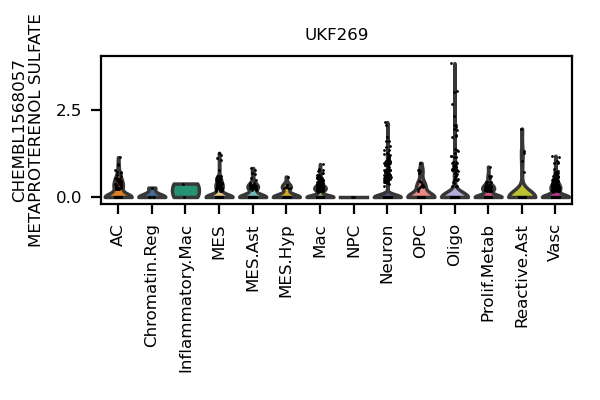 UKF269
CHEMBL1568057
METAPROTERENOL SULFATE
2.5
0.0
AC
Chromatin.Reg
Inflammatory.Mac
MES
MES.Ast
MES.Hyp
Mac
NPC
Neuron
OPC
Oligo
Prolif.Metab
Reactive.Ast
Vasc